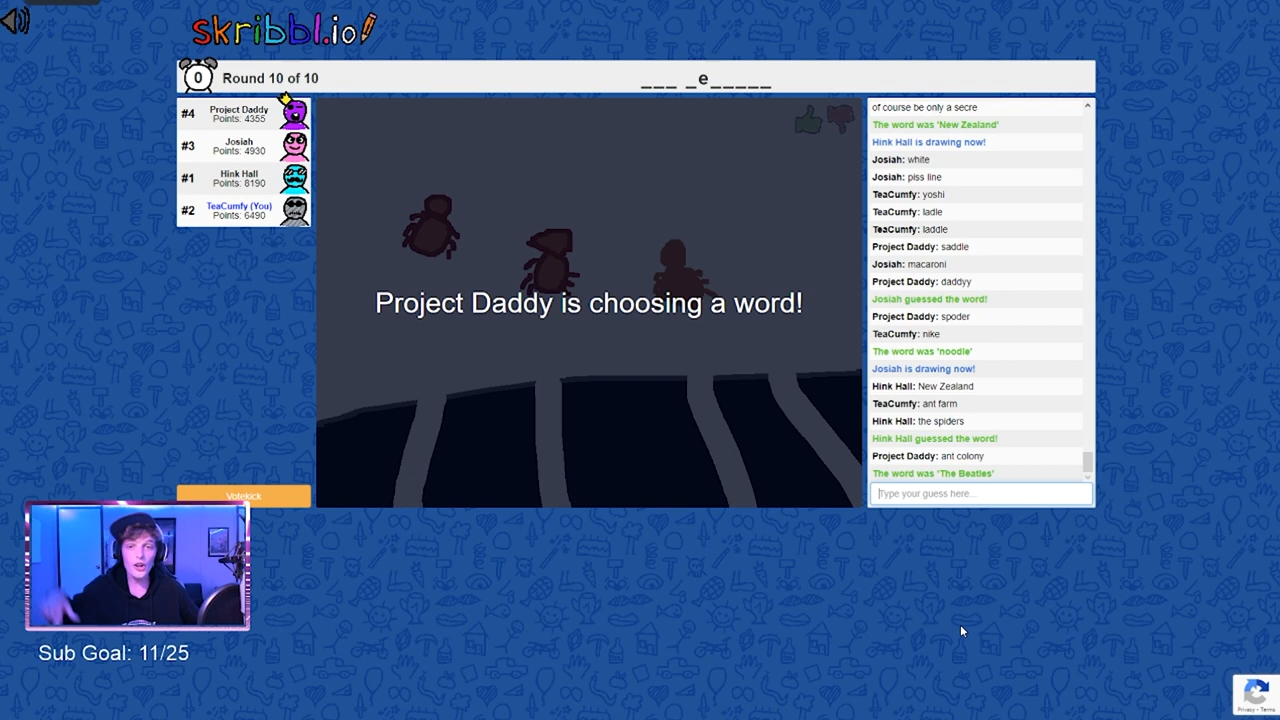 skribbl.io
0
Round 10 of 10
___ _e_____
#4
Project Daddy
Points: 4355
#3
Josiah
Points: 4930
#1
Hink Hall
Points: 8190
#2
TeaCumfy (You)
Points: 6490
Votekick
Project Daddy is choosing a word!
of course be only a secre
The word was 'New Zealand'
Hink Hall is drawing now!
Josiah: white
Josiah: piss line
TeaCumfy: yoshi
TeaCumfy: ladle
TeaCumfy: laddle
Project Daddy: saddle
Josiah: macaroni
Project Daddy: daddyy
Josiah guessed the word!
Project Daddy: spoder
TeaCumfy: nike
The word was 'noodle'
Josiah is drawing now!
Hink Hall: New Zealand
TeaCumfy: ant farm
Hink Hall: the spiders
Hink Hall guessed the word!
Project Daddy: ant colony
The word was 'The Beatles'
Type your guess here...
Sub Goal: 11/25
Privacy - Terms